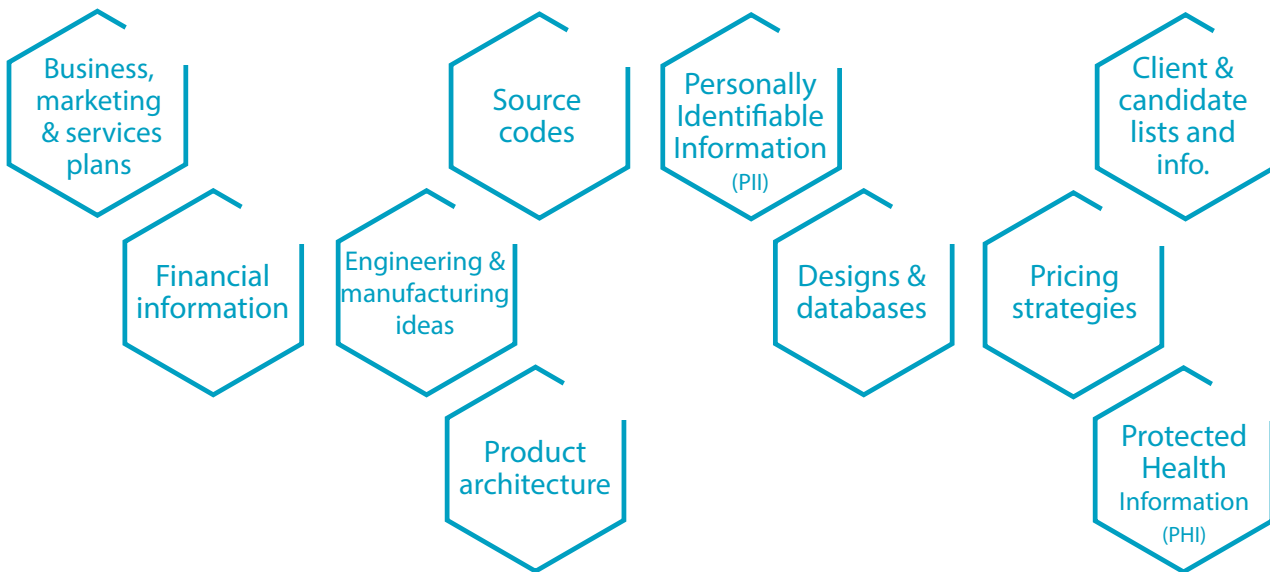 Business,
marketing
& services
plans
Source
codes
Personally
Identifiable
Information
(PII)
Client &
candidate
lists and
info.
Financial
information
Engineering &
manufacturing
ideas
Designs &
databases
Pricing
strategies
Product
architecture
Protected
Health
Information
(PHI)